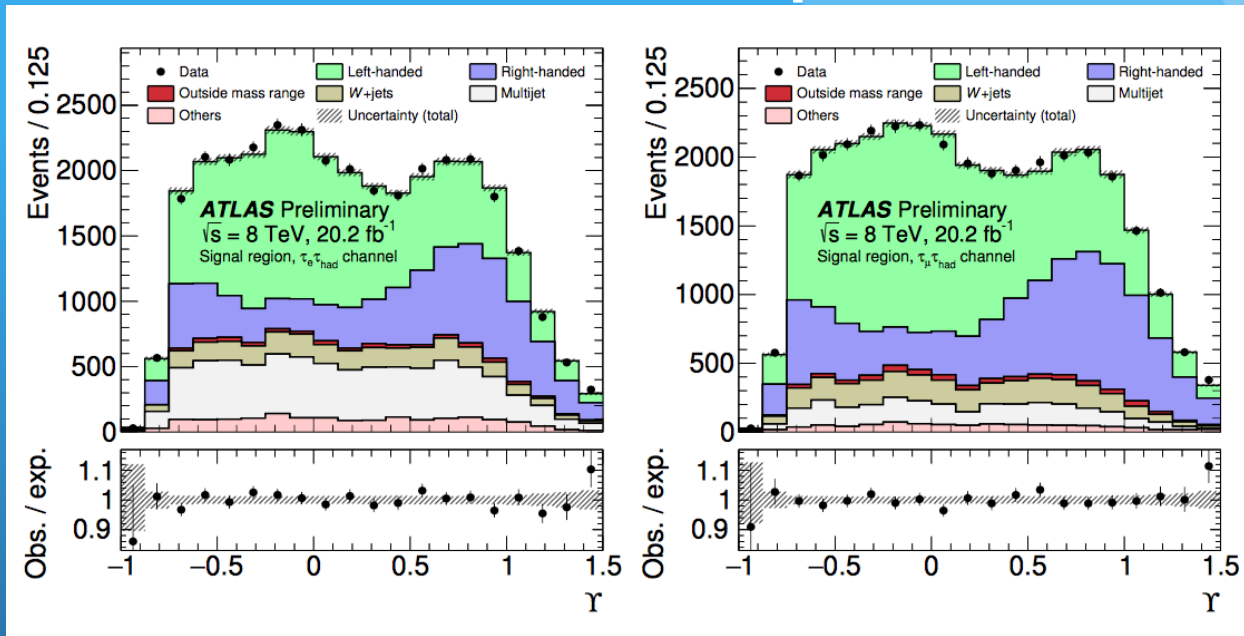 Events / 0.125
2500
2000
1500
1000
500
0
Data
Left-handed
Right-handed
Outside mass range
W+jets
Multijet
Others
Uncertainty (total)
ATLAS Preliminary
√s = 8 TeV, 20.2 fb⁻¹
Signal region, τₑτ_had channel
Obs. / exp.
1.1
1
0.9
−1 −0.5 0 0.5 1 1.5
ϒ
Events / 0.125
2500
2000
1500
1000
500
0
Data
Left-handed
Right-handed
Outside mass range
W+jets
Multijet
Others
Uncertainty (total)
ATLAS Preliminary
√s = 8 TeV, 20.2 fb⁻¹
Signal region, τ_μτ_had channel
Obs. / exp.
1.1
1
0.9
−1 −0.5 0 0.5 1 1.5
ϒ